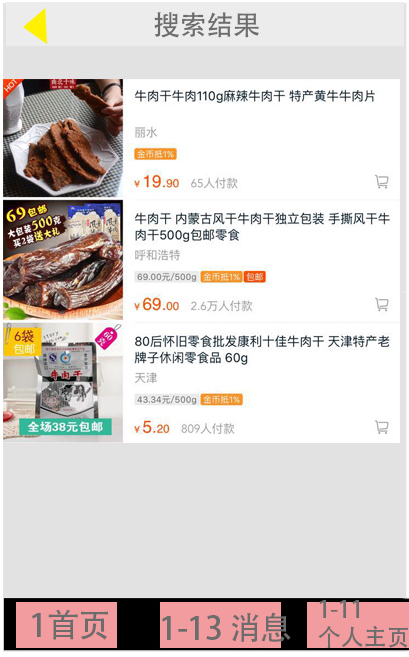 搜索结果
HOT
牛肉干牛肉110g麻辣牛肉干 特产黄牛牛肉片
丽水
金币抵1%
¥19.90 65人付款
69包邮
大包装500克
买2袋送大礼
牛肉干 内蒙古风干牛肉干独立包装 手撕风干牛
肉干500g包邮零食
呼和浩特
69.00元/500g 金币抵1% 包邮
¥69.00 2.6万人付款
6袋
包邮
牛肉干
全场38元包邮
80后怀旧零食批发康利十佳牛肉干 天津特产老
牌子休闲零食品 60g
天津
43.34元/500g 金币抵1%
¥5.20 809人付款
1首页
1-13 消息
1-11
个人主页